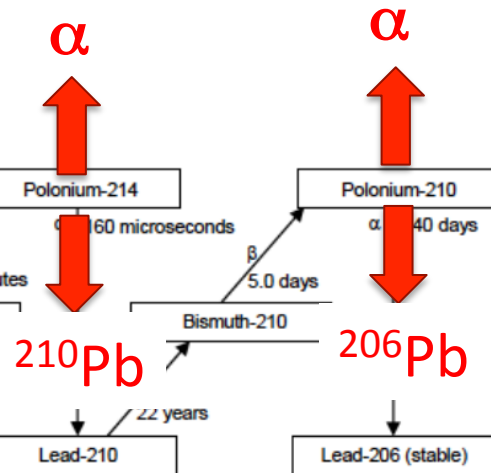 α
α
Polonium-214
Polonium-210
160 microseconds
α
40 days
β
5.0 days
Bismuth-210
²¹⁰Pb
²⁰⁶Pb
22 years
Lead-210
Lead-206 (stable)